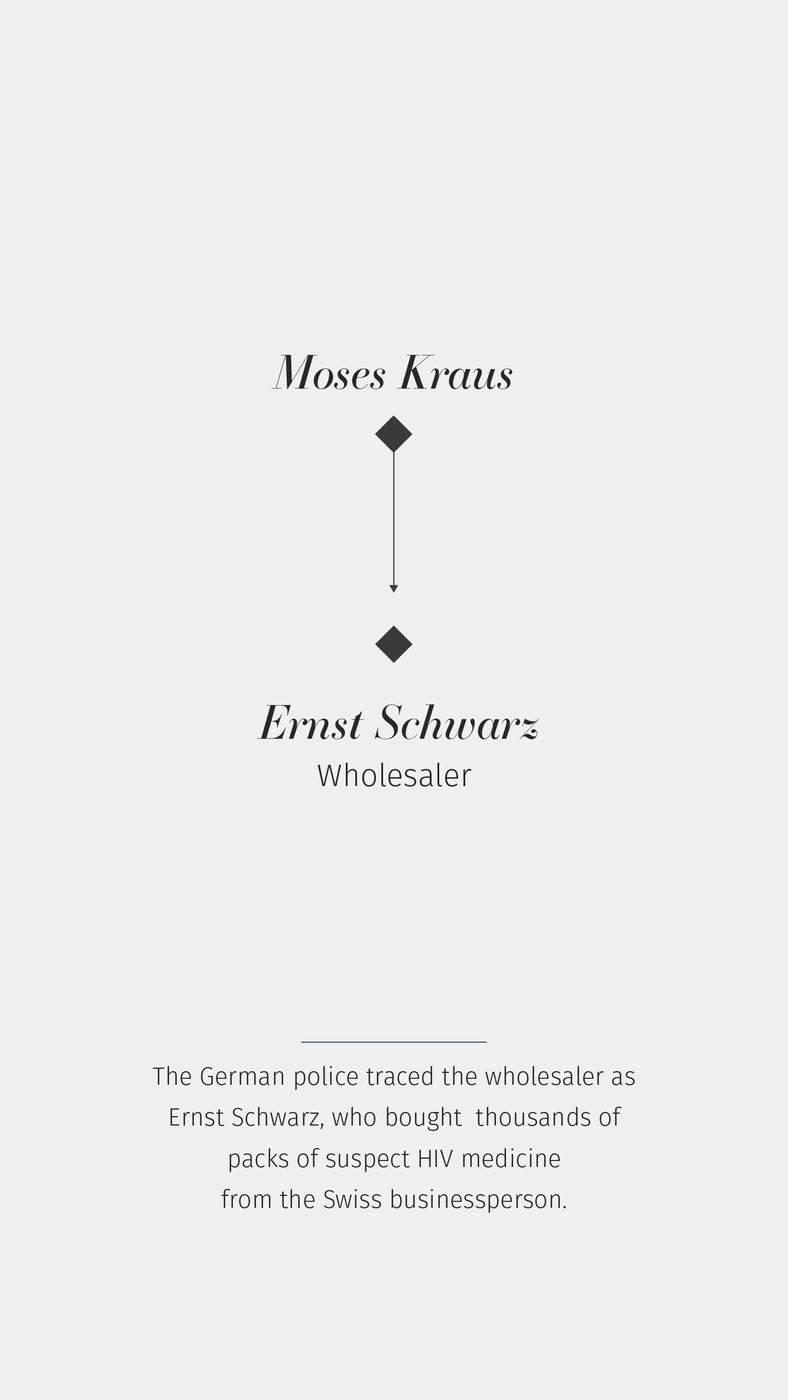 Moses Kraus
Ernst Schwarz
Wholesaler
The German police traced the wholesaler as
Ernst Schwarz, who bought  thousands of
packs of suspect HIV medicine
from the Swiss businessperson.